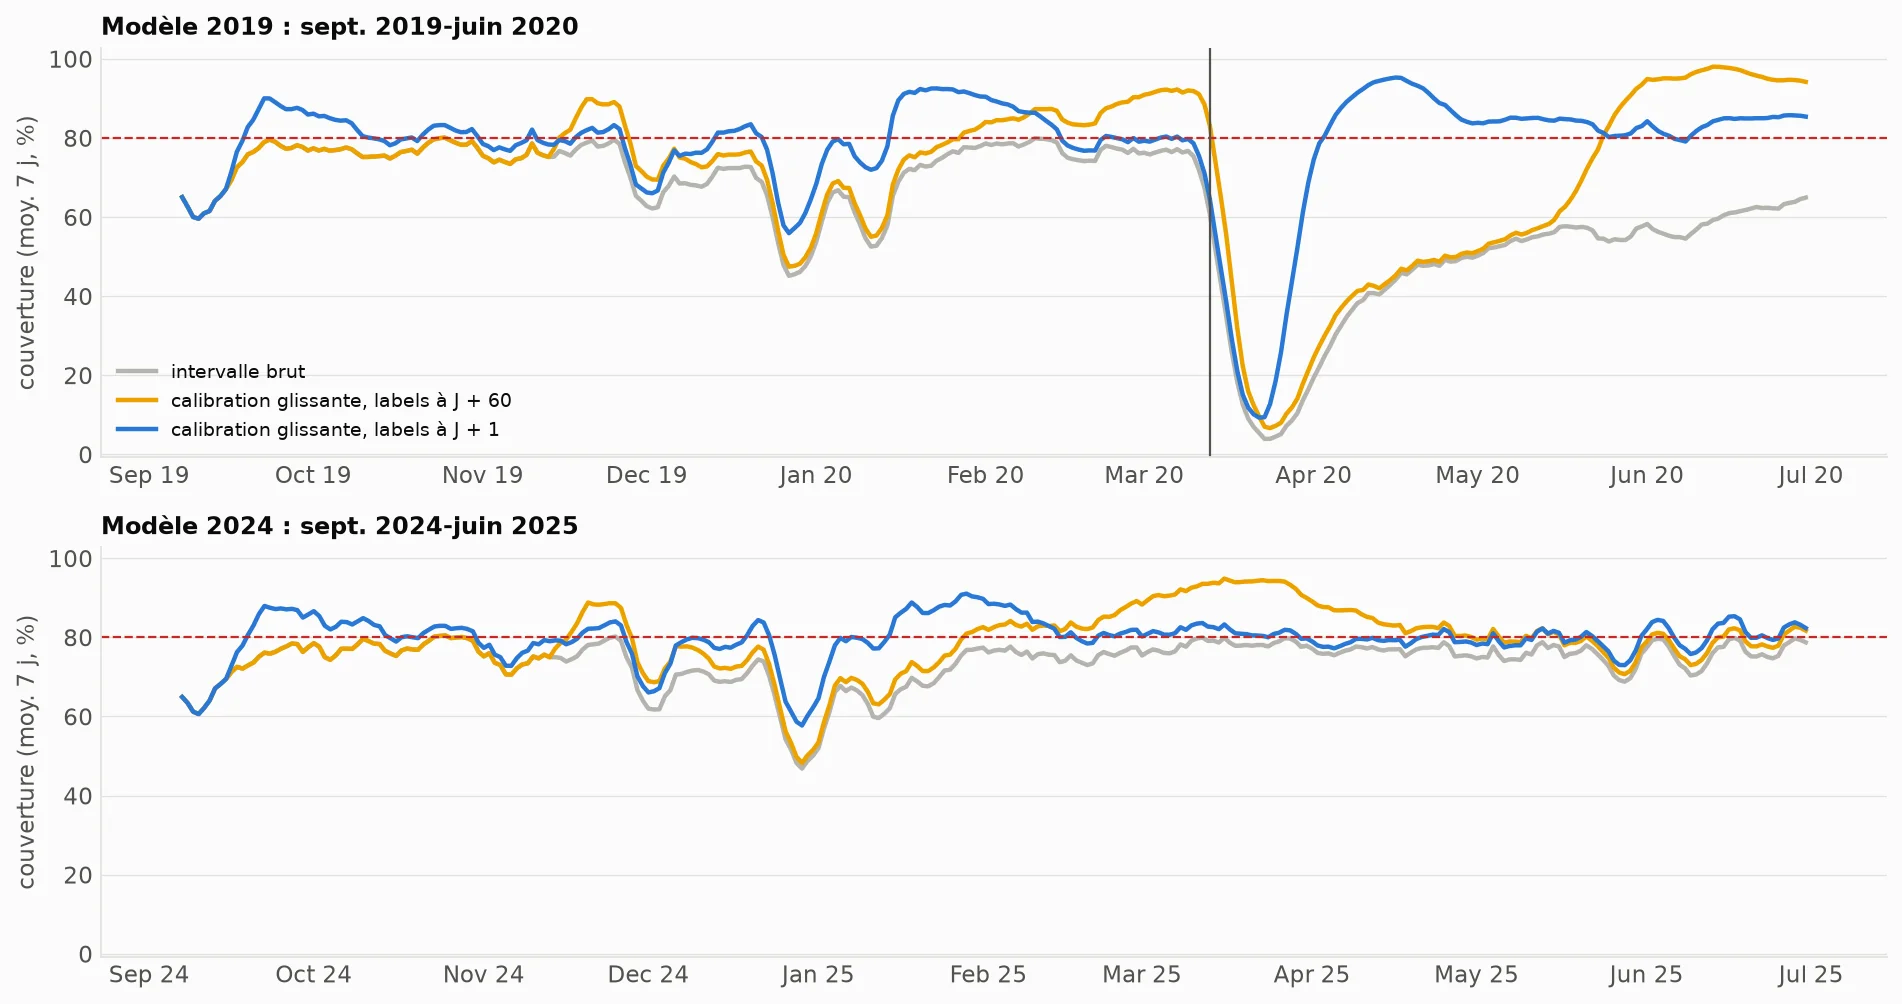 Modèle 2019 : sept. 2019-juin 2020
couverture (moy. 7 j, %)
100
80
60
40
20
0
intervalle brut
calibration glissante, labels à J + 60
calibration glissante, labels à J + 1
Sep 19 Oct 19 Nov 19 Dec 19 Jan 20 Feb 20 Mar 20 Apr 20 May 20 Jun 20 Jul 20
Modèle 2024 : sept. 2024-juin 2025
couverture (moy. 7 j, %)
100
80
60
40
20
0
Sep 24 Oct 24 Nov 24 Dec 24 Jan 25 Feb 25 Mar 25 Apr 25 May 25 Jun 25 Jul 25